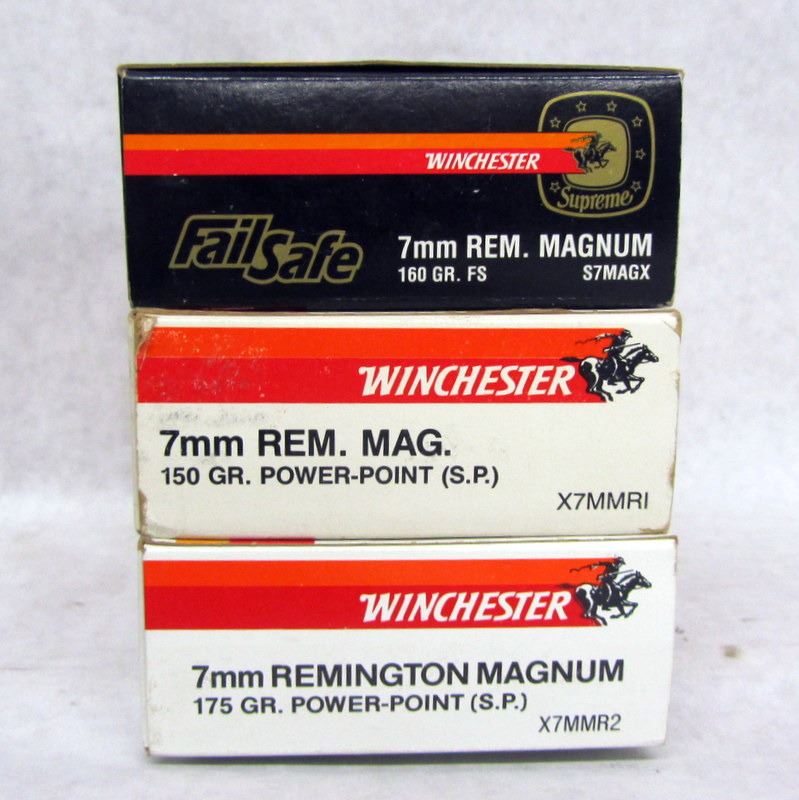 WINCHESTER
Supreme
FailSafe
7mm REM. MAGNUM
160 GR. FS
S7MAGX
WINCHESTER
7mm REM. MAG.
150 GR. POWER-POINT (S.P.)
X7MMR1
WINCHESTER
7mm REMINGTON MAGNUM
175 GR. POWER-POINT (S.P.)
X7MMR2